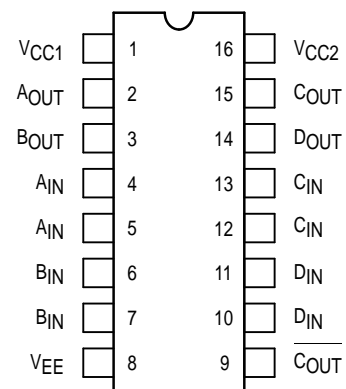 VCC1 1 16 VCC2
AOUT 2 15 COUT
BOUT 3 14 DOUT
AIN 4 13 CIN
AIN 5 12 CIN
BIN 6 11 DIN
BIN 7 10 DIN
VEE 8 9 C̅O̅U̅T̅